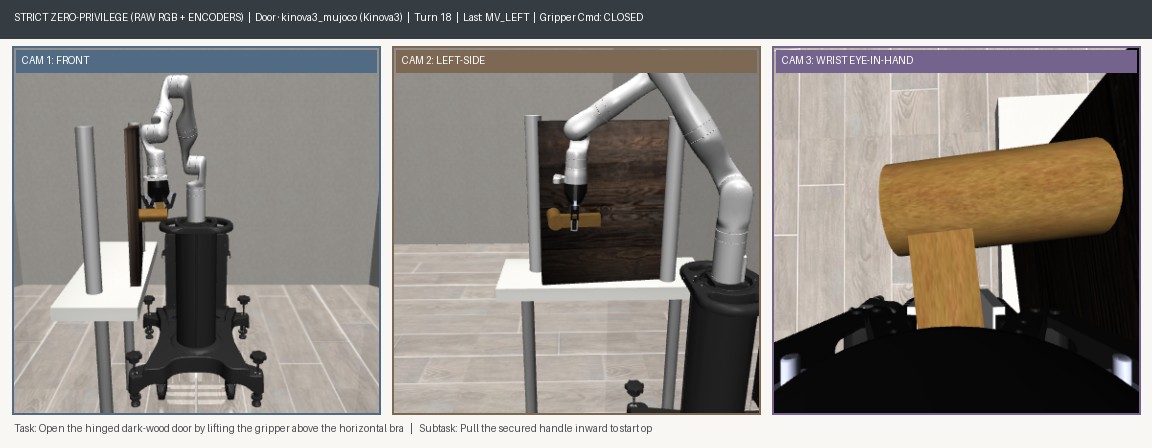 STRICT ZERO-PRIVILEGE (RAW RGB + ENCODERS) | Door · kinova3_mujoco (Kinova3) | Turn 18 | Last MV_LEFT | Gripper Cmd: CLOSED
CAM 1: FRONT
CAM 2: LEFT-SIDE
CAM 3: WRIST EYE-IN-HAND
Task: Open the hinged dark-wood door by lifting the gripper above the horizontal bra | Subtask: Pull the secured handle inward to start op